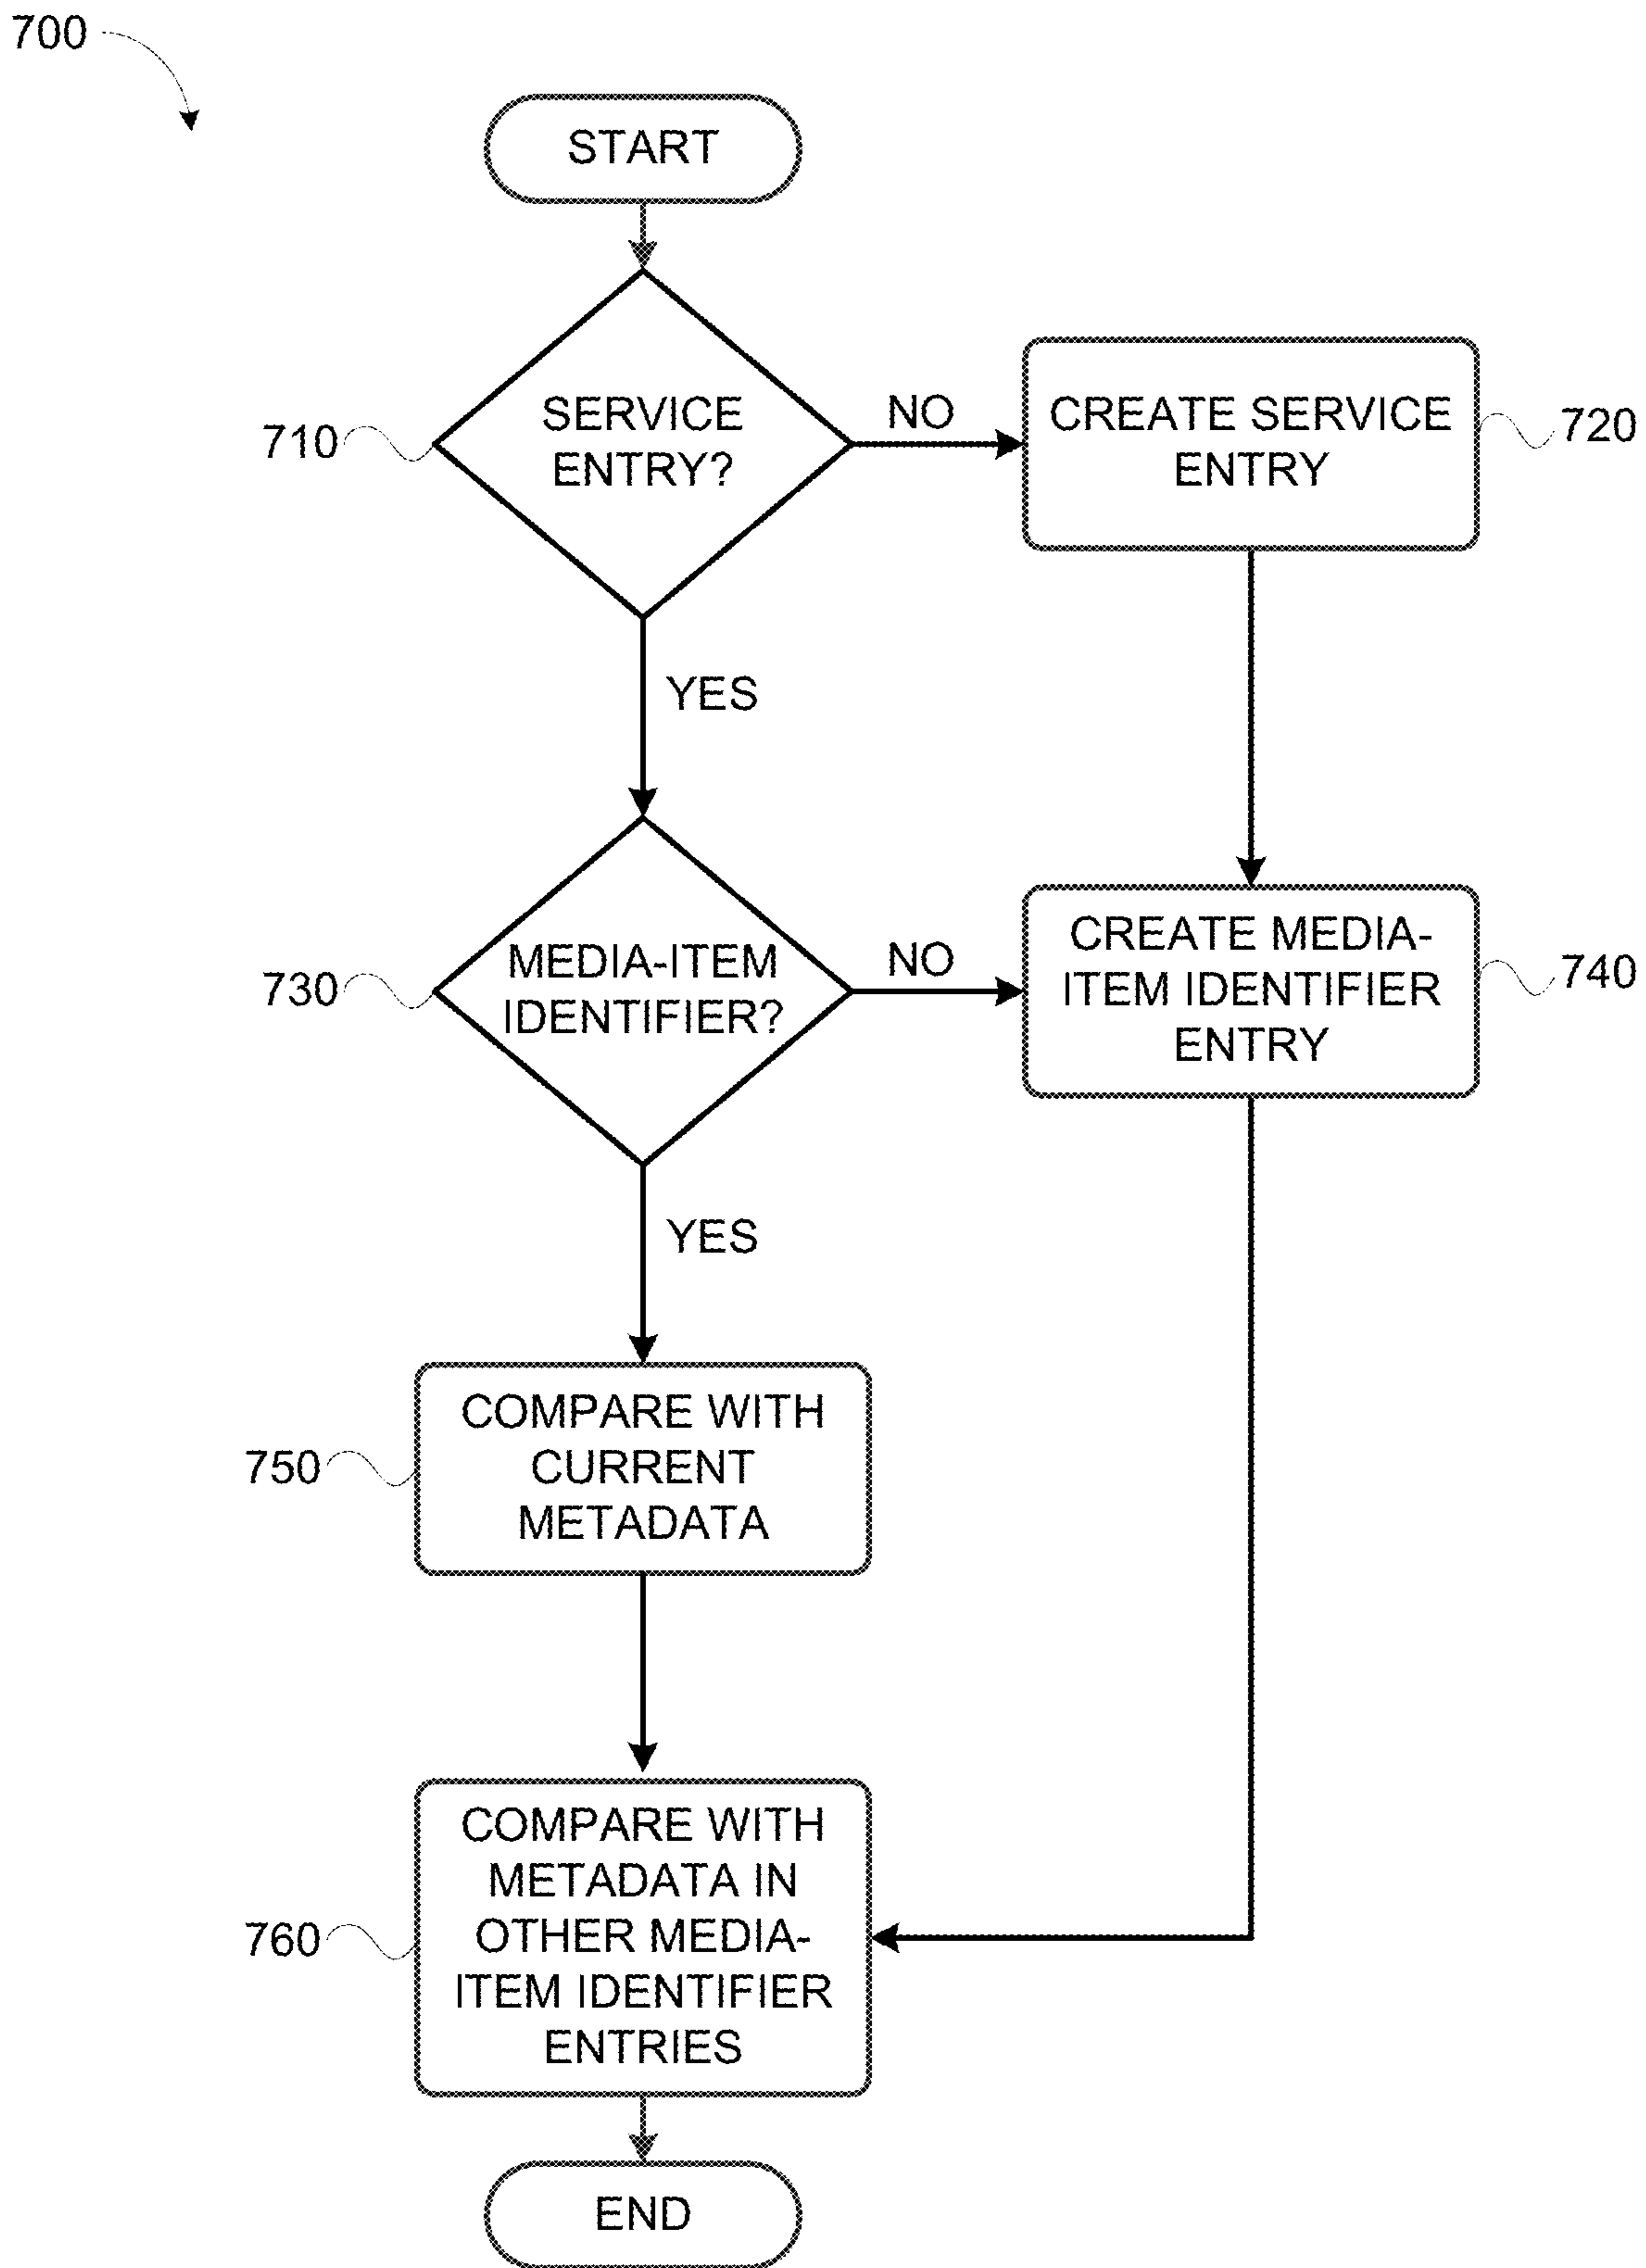 700
START
SERVICE
ENTRY?
710
NO
CREATE SERVICE
ENTRY
720
YES
MEDIA-ITEM
IDENTIFIER?
730
NO
CREATE MEDIA-
ITEM IDENTIFIER
ENTRY
740
YES
COMPARE WITH
CURRENT
METADATA
750
COMPARE WITH
METADATA IN
OTHER MEDIA-
ITEM IDENTIFIER
ENTRIES
760
END